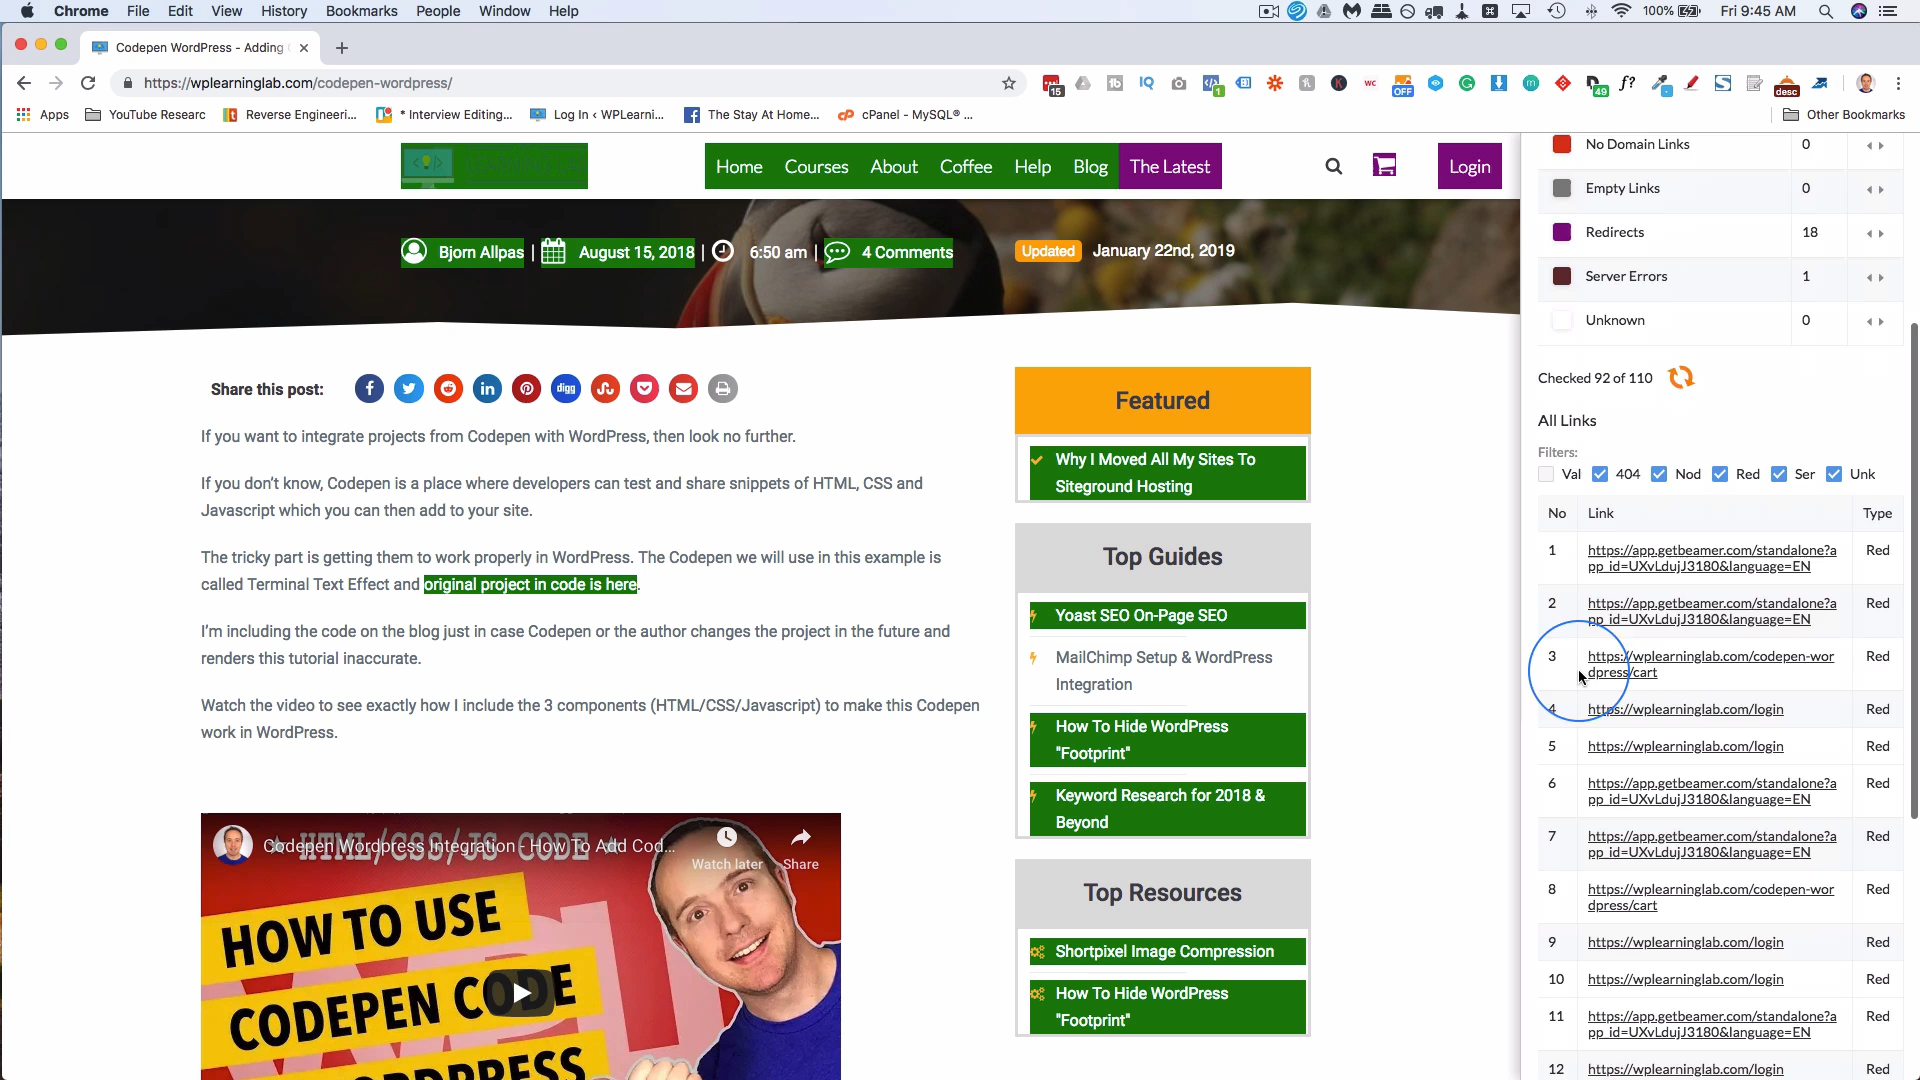 Chrome File Edit View History Bookmarks People Window Help
100% Fri 9:45 AM
Codepen WordPress - Adding
https://wplearninglab.com/codepen-wordpress/
15 1 OFF 49 desc
Apps YouTube Researc Reverse Engineeri... * Interview Editing... Log In ‹ WPLearni... The Stay At Home... cPanel - MySQL® ... Other Bookmarks
Home Courses About Coffee Help Blog The Latest Login
Bjorn Allpas | August 15, 2018 | 6:50 am | 4 Comments
Updated January 22nd, 2019
Share this post:
digg
If you want to integrate projects from Codepen with WordPress, then look no further.
If you don’t know, Codepen is a place where developers can test and share snippets of HTML, CSS and
Javascript which you can then add to your site.
The tricky part is getting them to work properly in WordPress. The Codepen we will use in this example is
called Terminal Text Effect and original project in code is here.
I’m including the code on the blog just in case Codepen or the author changes the project in the future and
renders this tutorial inaccurate.
Watch the video to see exactly how I include the 3 components (HTML/CSS/Javascript) to make this Codepen
work in WordPress.
Codepen Wordpress Integration - How To Add Cod...
HTML/CSS/JS CODE
Watch later Share
HOW TO USE
CODEPEN CODE
Featured
Why I Moved All My Sites To
Siteground Hosting
Top Guides
Yoast SEO On-Page SEO
MailChimp Setup & WordPress
Integration
How To Hide WordPress
"Footprint"
Keyword Research for 2018 &
Beyond
Top Resources
Shortpixel Image Compression
How To Hide WordPress
"Footprint"
No Domain Links 0
Empty Links 0
Redirects 18
Server Errors 1
Unknown 0
Checked 92 of 110
All Links
Filters:
Val 404 Nod Red Ser Unk
No Link Type
1 https://app.getbeamer.com/standalone?a Red
pp_id=UXvLdujJ3180&language=EN
2 https://app.getbeamer.com/standalone?a Red
pp_id=UXvLdujJ3180&language=EN
3 https://wplearninglab.com/codepen-wor Red
dpress/cart
4 https://wplearninglab.com/login Red
5 https://wplearninglab.com/login Red
6 https://app.getbeamer.com/standalone?a Red
pp_id=UXvLdujJ3180&language=EN
7 https://app.getbeamer.com/standalone?a Red
pp_id=UXvLdujJ3180&language=EN
8 https://wplearninglab.com/codepen-wor Red
dpress/cart
9 https://wplearninglab.com/login Red
10 https://wplearninglab.com/login Red
11 https://app.getbeamer.com/standalone?a Red
pp_id=UXvLdujJ3180&language=EN
12 https://wplearninglab.com/login Red